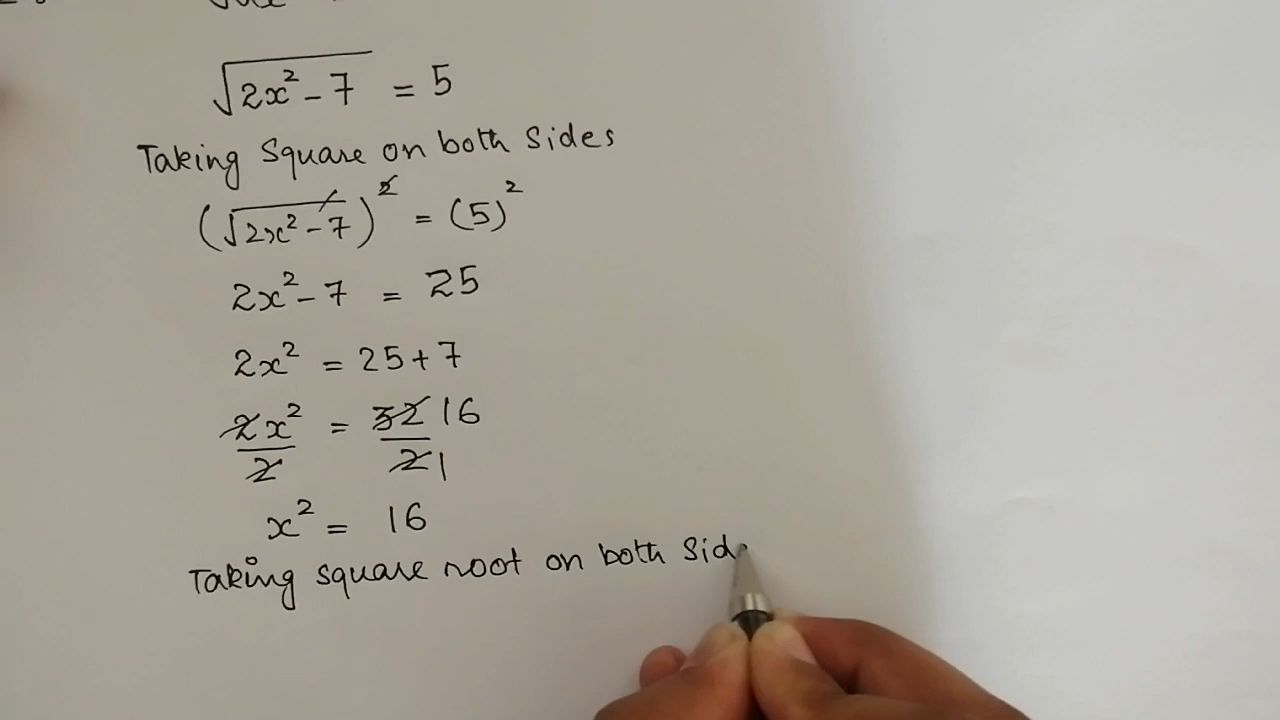 √2x² - 7 = 5
Taking Square on both Sides
(√2x² - 7)² = (5)²
2x² - 7 = 25
2x² = 25 + 7
2x²/2 = 32/2 16/1
x² = 16
Taking square root on both Sid